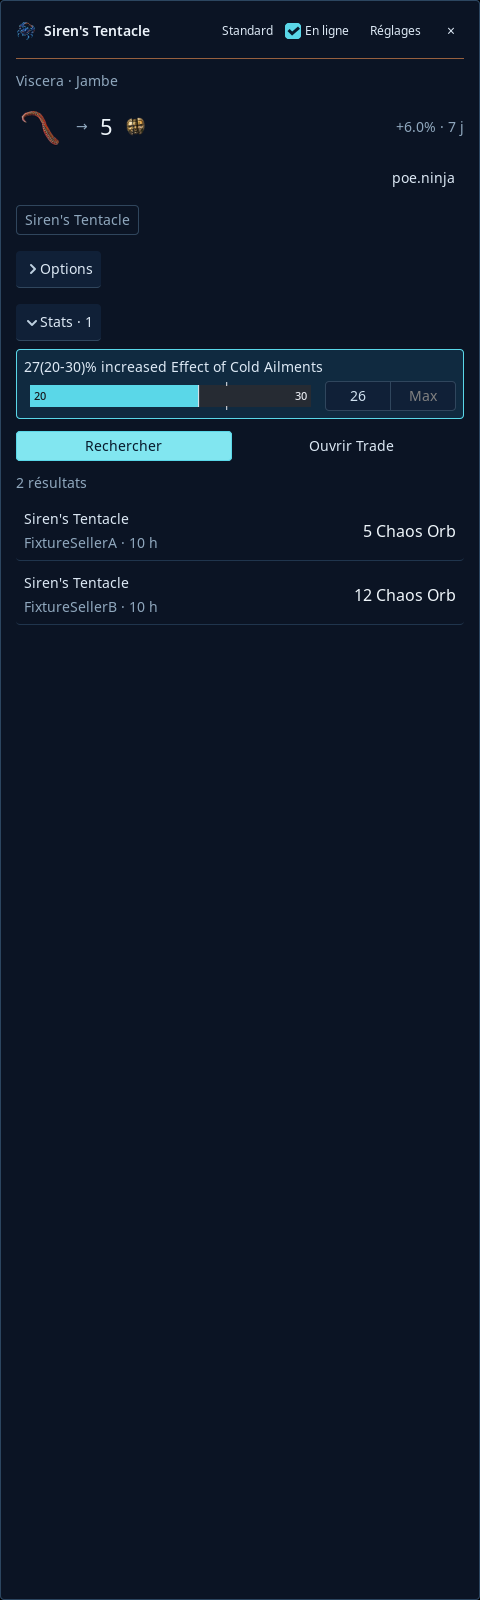 Siren's Tentacle Standard En ligne Réglages ×
Viscera · Jambe
→ 5 +6.0% · 7 j
poe.ninja
Siren's Tentacle
Options
Stats · 1
27(20-30)% increased Effect of Cold Ailments
20 30 26 Max
Rechercher Ouvrir Trade
2 résultats
Siren's Tentacle
5 Chaos Orb
FixtureSellerA · 10 h
Siren's Tentacle
12 Chaos Orb
FixtureSellerB · 10 h